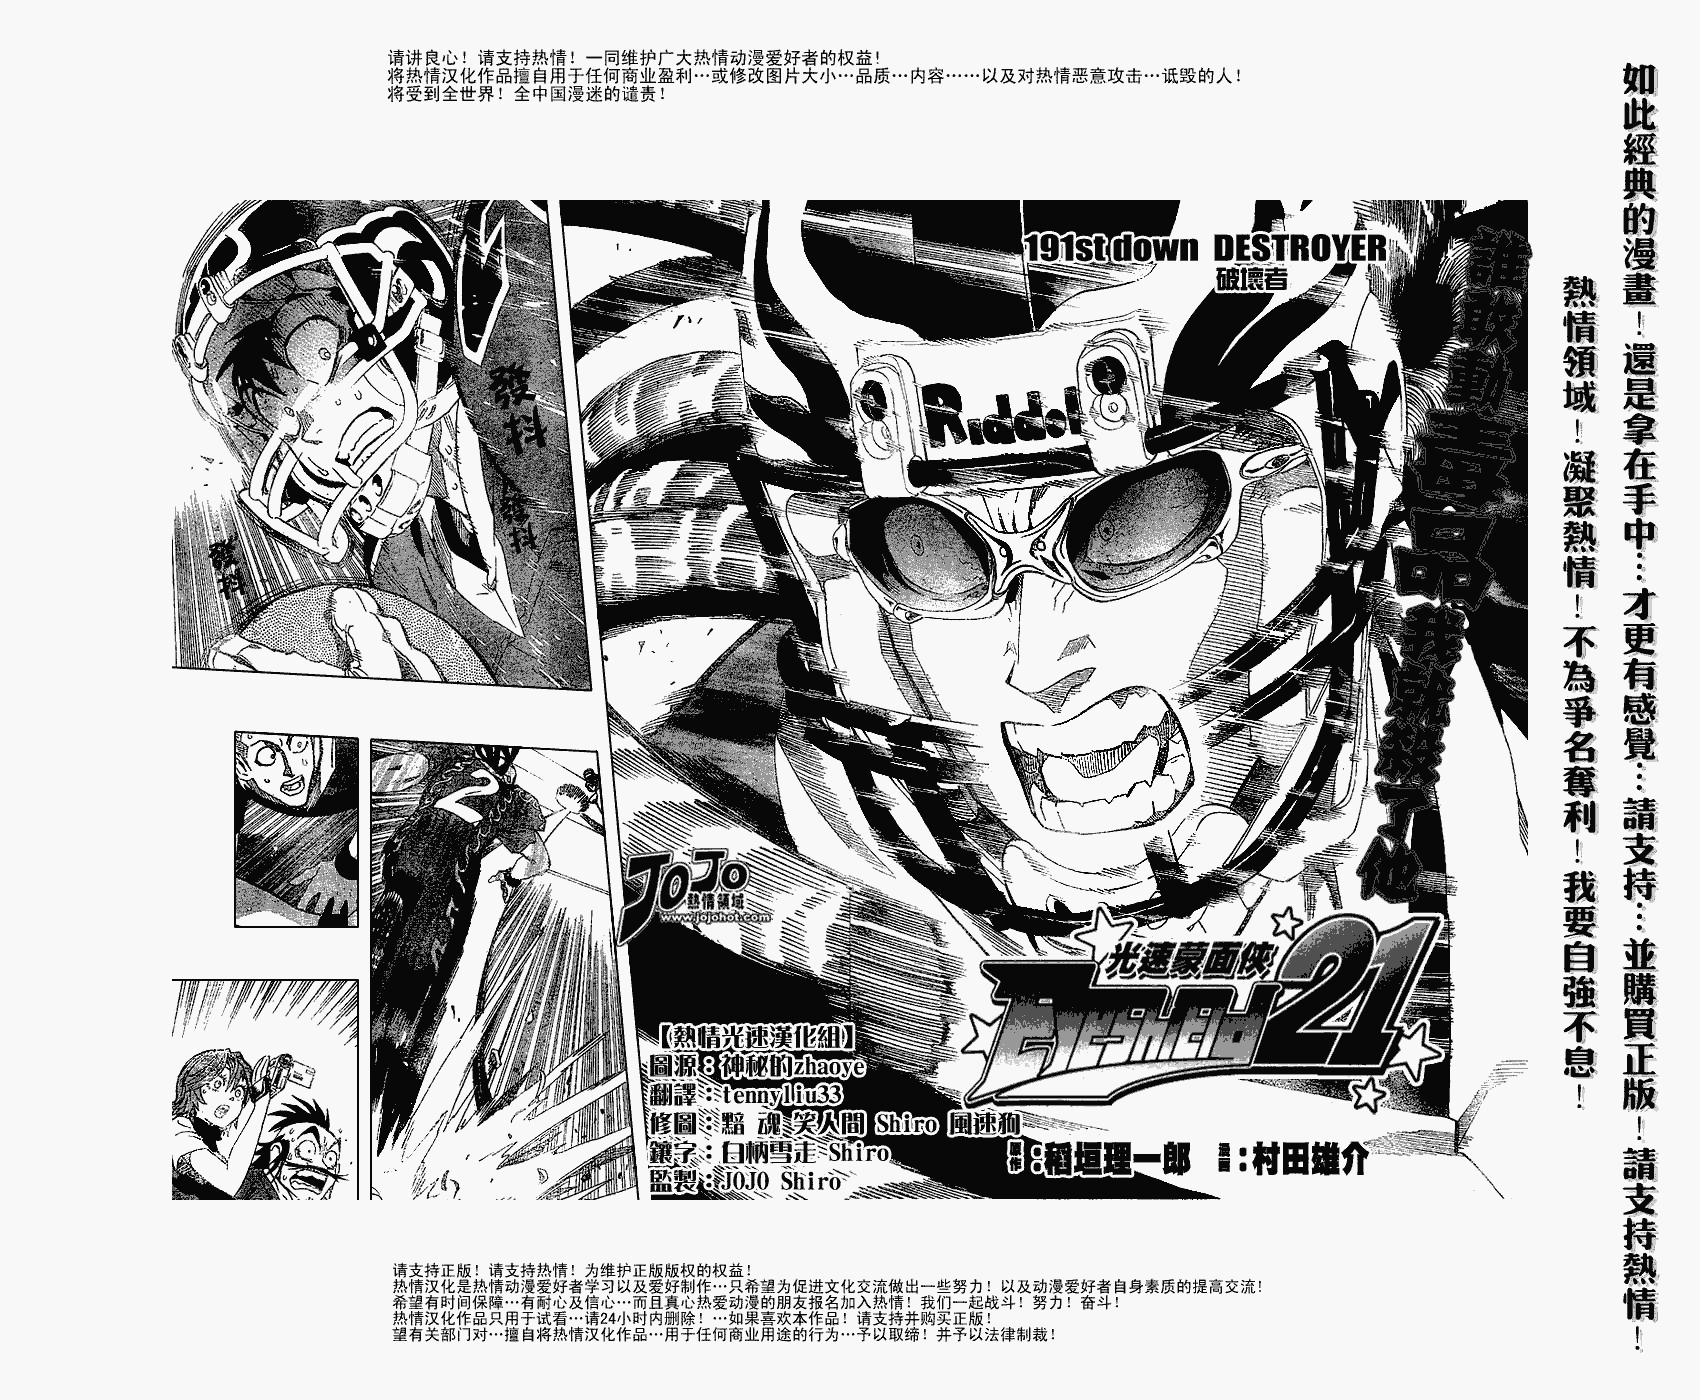 请讲良心！请支持热情！一同维护广大热情动漫爱好者的权益！
将热情汉化作品擅自用于任何商业盈利…或修改图片大小…品质…内容……以及对热情恶意攻击…诋毁的人！
将受到全世界！全中国漫迷的谴责！
如此經典的漫畫！還是拿在手中…才更有感覺…請支持…並購買正版！請支持熱情！
熱情領域！凝聚熱情！不為爭名奪利！我要自強不息！
191st down DESTROYER
破壞者
誰敢動毒品我就殺了他
Riddol
發抖
發抖
發抖
2
JOJO
熱情領域
www.jojohot.com
光速蒙面俠
EYESHIELD 21
【熱情光速漢化組】
圖源：神秘的zhaoye
翻譯：tennyliu33
修圖：黯 魂 笑人間 Shiro 風速狗
鑲字：白柄雪走 Shiro
監製：JOJO Shiro
原作：稻垣理一郎 漫畫：村田雄介
请支持正版！请支持热情！为维护正版版权的权益！
热情汉化是热情动漫爱好者学习以及爱好制作…只希望为促进文化交流做出一些努力！以及动漫爱好者自身素质的提高交流！
希望有时间保障…有耐心及信心…而且真心热爱动漫的朋友报名加入热情！我们一起战斗！努力！奋斗！
热情汉化作品只用于试看…请24小时内删除！…如果喜欢本作品！请支持并购买正版！
望有关部门对…擅自将热情汉化作品…用于任何商业用途的行为…予以取缔！并予以法律制裁！